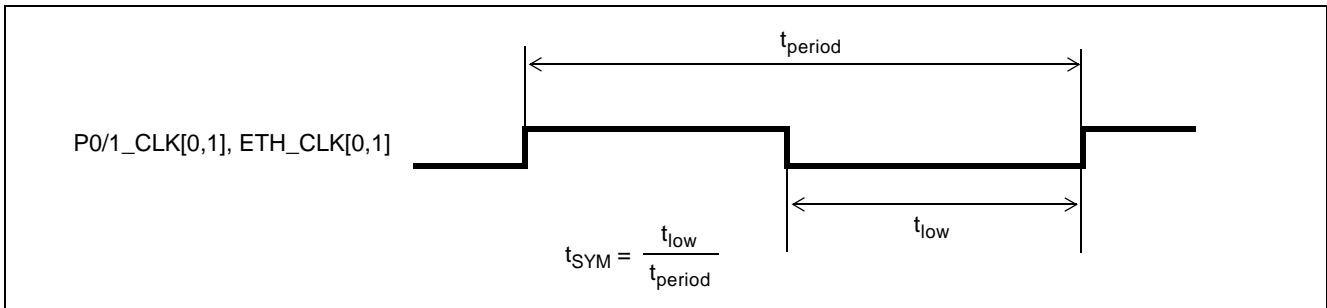 tperiod
P0/1_CLK[0,1], ETH_CLK[0,1]
tlow
tSYM = tlow
tperiod